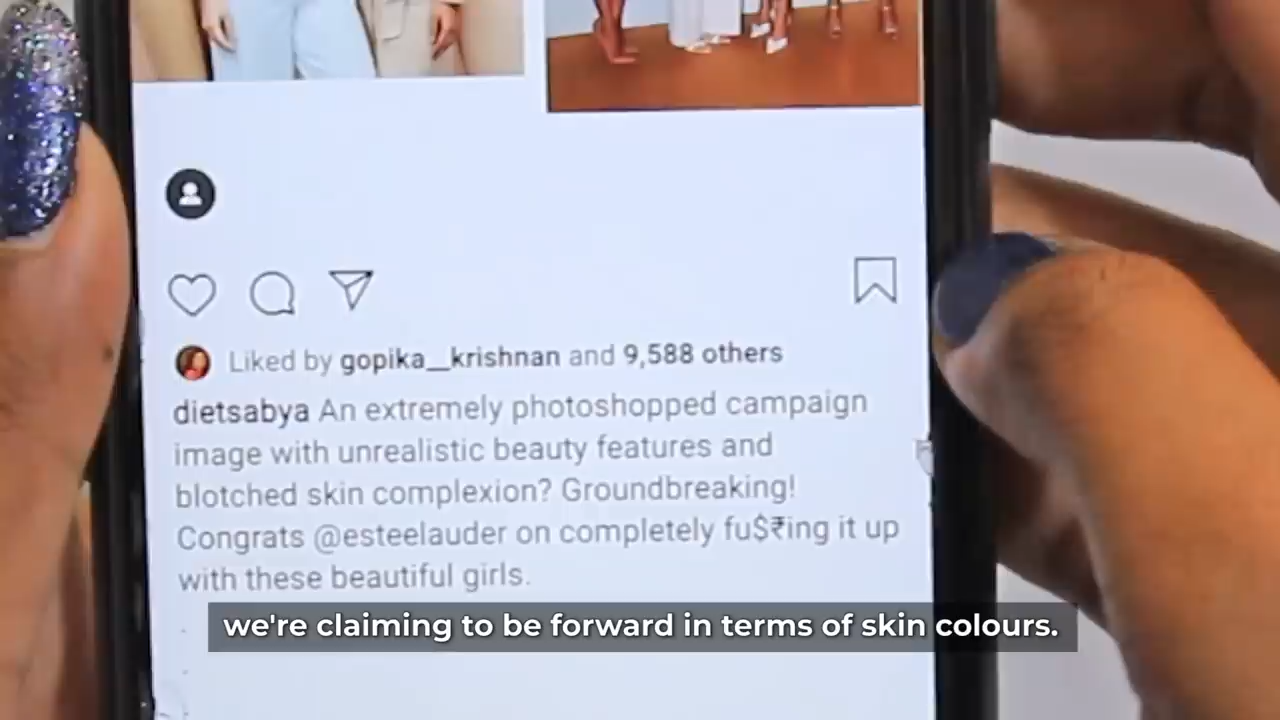 Liked by gopika__krishnan and 9,588 others
dietsabya An extremely photoshopped campaign
image with unrealistic beauty features and
blotched skin complexion? Groundbreaking!
Congrats @esteelauder on completely fu$₹ing it up
with these beautiful girls.
we're claiming to be forward in terms of skin colours.